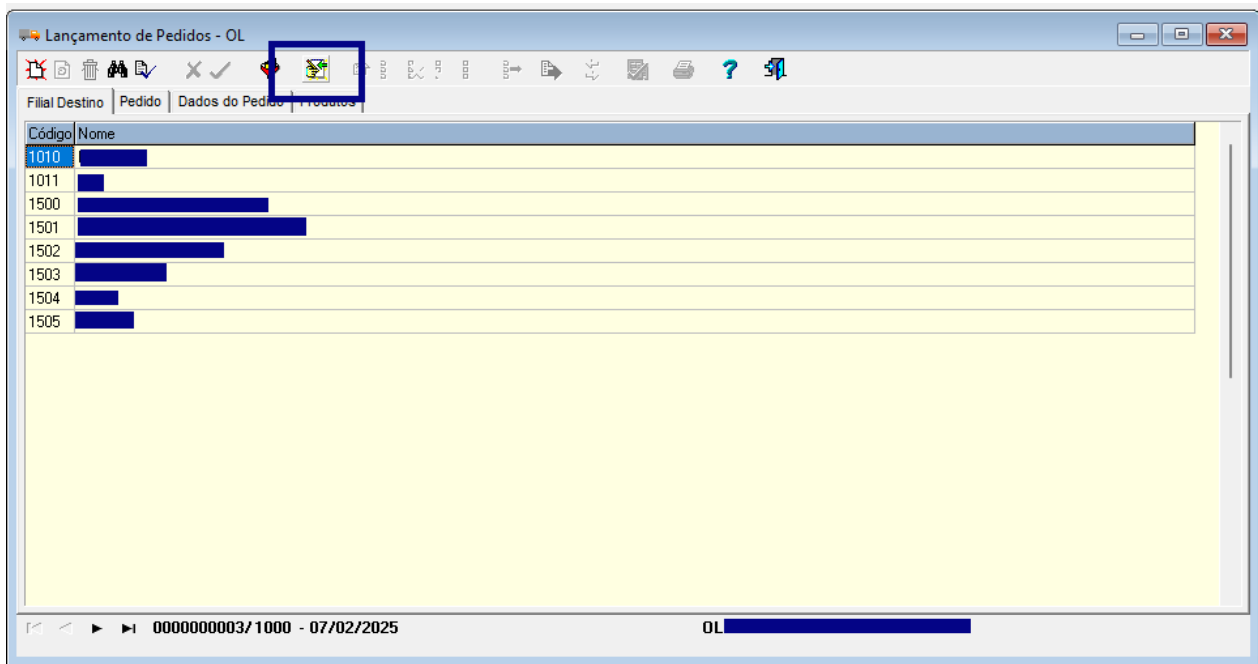 Lançamento de Pedidos - OL
?
Filial Destino Pedido Dados do Pedido Produtos
Código Nome
1010
1011
1500
1501
1502
1503
1504
1505
0000000003/1000 - 07/02/2025 OL